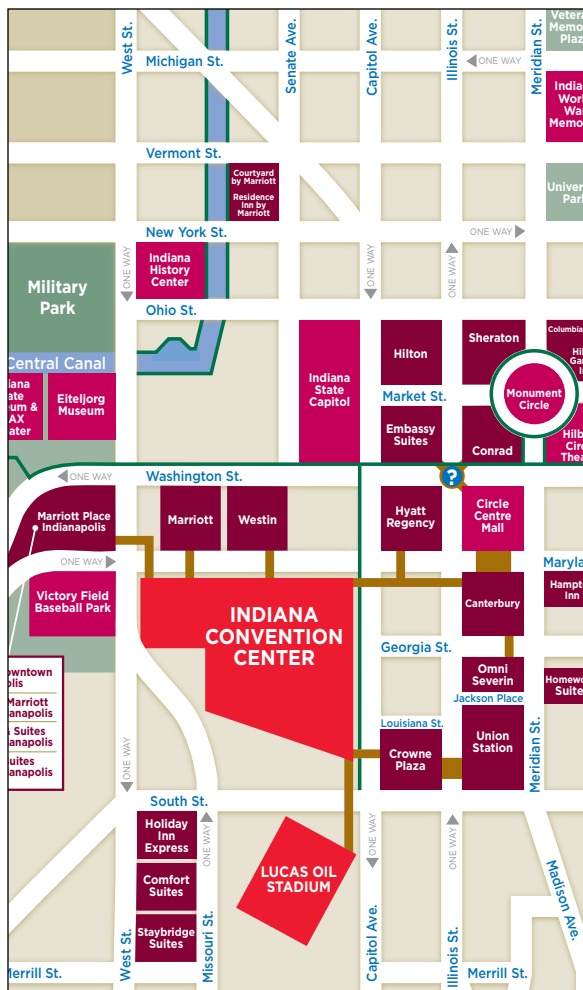 West St.
Senate Ave.
Capitol Ave.
Illinois St.
Meridian St.
Michigan St.
ONE WAY
Vermont St.
Courtyard
by Marriott
Residence
Inn by
Marriott
New York St.
ONE WAY
Military
Park
ONE WAY
Indiana
History
Center
ONE WAY
ONE WAY
Ohio St.
Central Canal
Eiteljorg
Museum
Indiana
State
Capitol
Hilton
Sheraton
Monument
Circle
Market St.
Embassy
Suites
Conrad
ONE WAY
Washington St.
?
Marriott Place
Indianapolis
Marriott
Westin
Hyatt
Regency
Circle
Centre
Mall
ONE WAY
Victory Field
Baseball Park
INDIANA
CONVENTION
CENTER
Canterbury
Inn
Georgia St.
Omni
Severin
Jackson Place
Marriott
Suites
Louisiana St.
Crowne
Plaza
Union
Station
Meridian St.
ONE WAY
South St.
Holiday
Inn
Express
ONE WAY
Comfort
Suites
LUCAS OIL
STADIUM
ONE WAY
ONE WAY
Staybridge
Suites
West St.
Missouri St.
Capitol Ave.
Illinois St.
Madison Ave.
Merrill St.